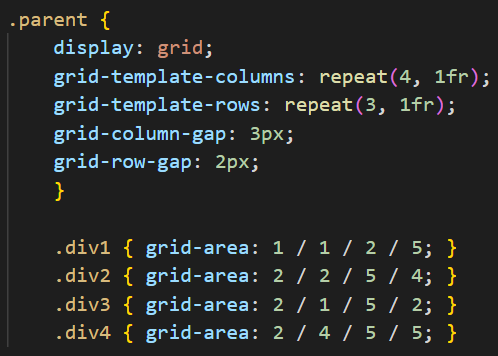 .parent {
display: grid;
grid-template-columns: repeat(4, 1fr);
grid-template-rows: repeat(3, 1fr);
grid-column-gap: 3px;
grid-row-gap: 2px;
}
.div1 { grid-area: 1 / 1 / 2 / 5; }
.div2 { grid-area: 2 / 2 / 5 / 4; }
.div3 { grid-area: 2 / 1 / 5 / 2; }
.div4 { grid-area: 2 / 4 / 5 / 5; }